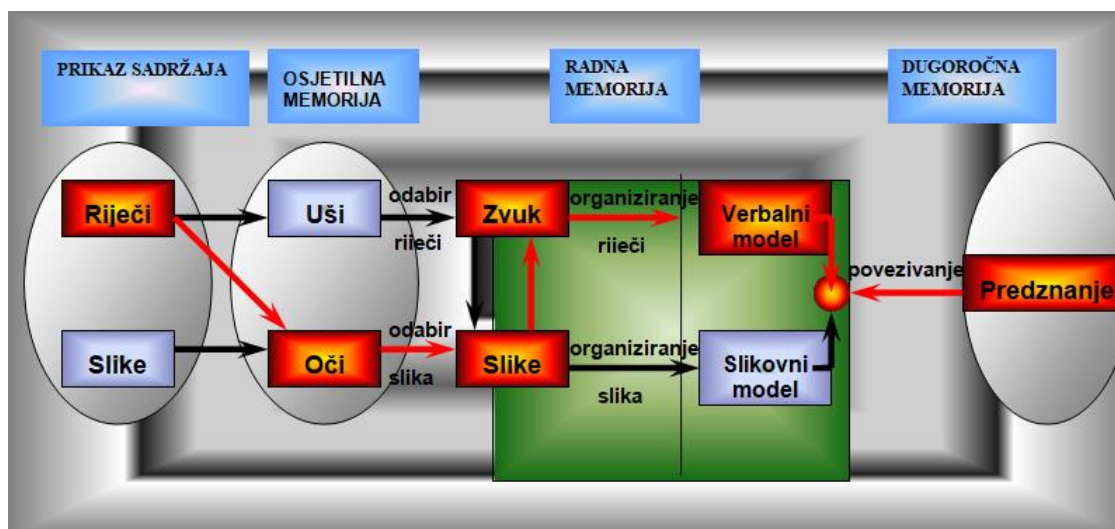 PRIKAZ SADRŽAJA
OSJETILNA
MEMORIJA
RADNA
MEMORIJA
DUGOROČNA
MEMORIJA
Riječi
Uši
odabir
riječi
Zvuk
organiziranje
riječi
Verbalni
model
povezivanje
Predznanje
Slike
Oči
odabir
slika
Slike
organiziranje
slika
Slikovni
model